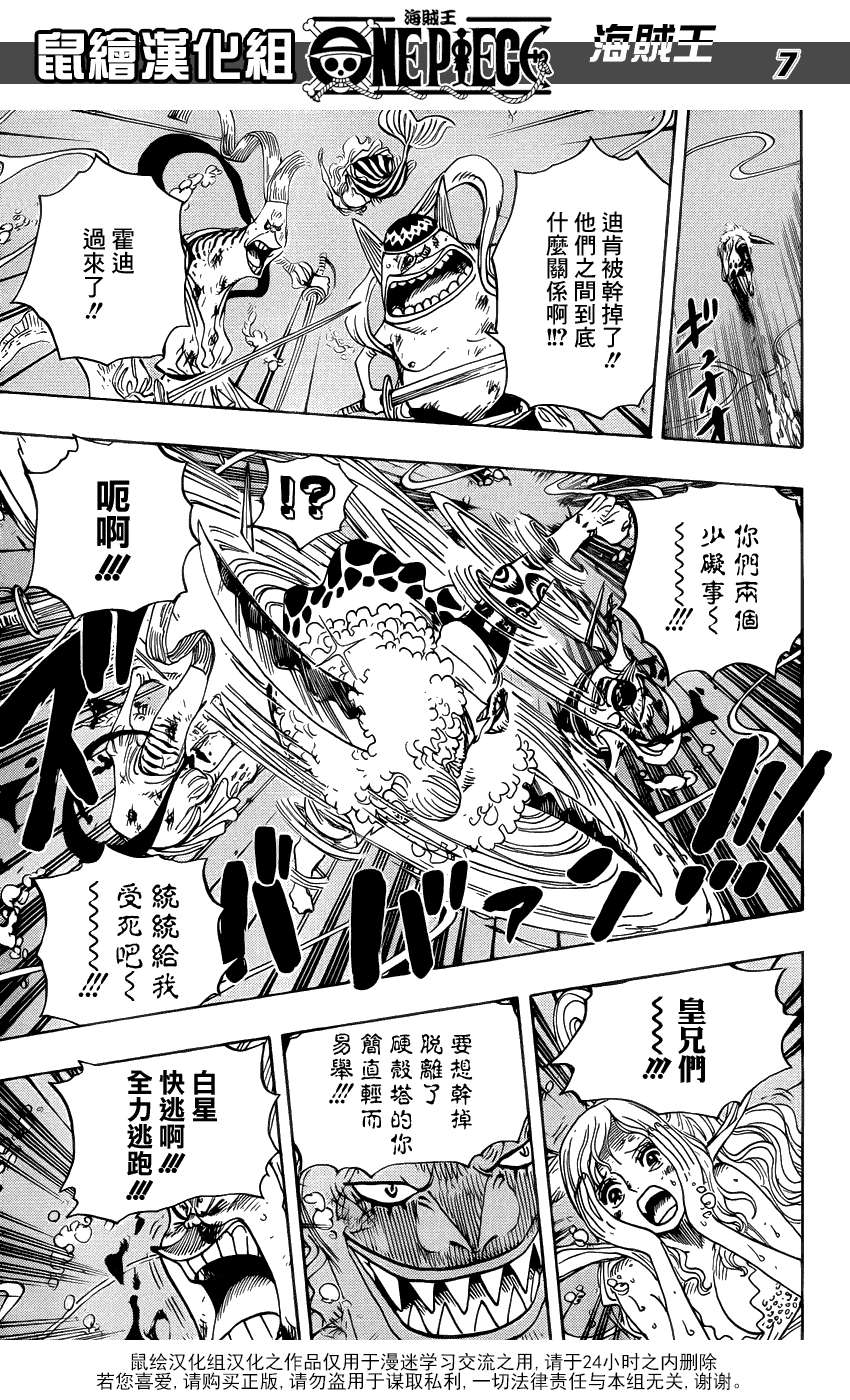 鼠繪漢化組
海賊王
ONE PIECE
海賊王
7
迪肯被幹掉了!!
他們之間到底
什麼關係啊!!?
霍迪
過來了!!
ギョオオ
你們兩個
少礙事~
~~!!!
!?
呃啊!!!
ズバババァン!!!!
統統給我
受死吧~
~~!!!
皇兄們
~~!!!
要想幹掉
脫離了
硬殼塔的你
簡直輕而
易舉!!!
白星
快逃啊!!!
全力逃跑!!!
鼠绘汉化组汉化之作品仅用于漫迷学习交流之用, 请于24小时之内删除
若您喜爱, 请购买正版, 请勿盗用于谋取私利, 一切法律责任与本组无关, 谢谢。